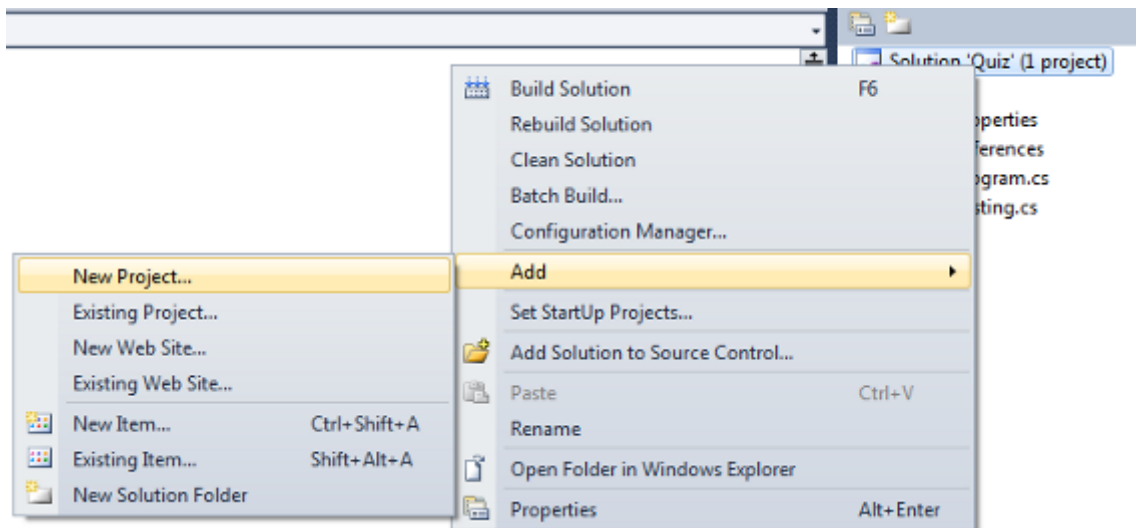 Solution 'Quiz' (1 project)
Build Solution F6
Rebuild Solution
Clean Solution
Batch Build...
Configuration Manager...
Add
Set StartUp Projects...
Add Solution to Source Control...
Paste Ctrl+V
Rename
Open Folder in Windows Explorer
Properties Alt+Enter
New Project...
Existing Project...
New Web Site...
Existing Web Site...
New Item... Ctrl+Shift+A
Existing Item... Shift+Alt+A
New Solution Folder